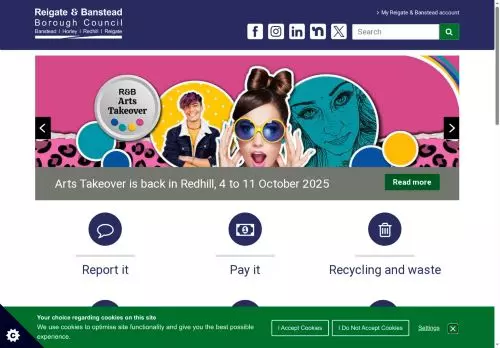 Reigate & Banstead
Borough Council
Banstead | Horley | Redhill | Reigate
> My Reigate & Banstead account
Search
R&B
Arts
Takeover
Arts Takeover is back in Redhill, 4 to 11 October 2025
Read more
Report it
Pay it
Recycling and waste
Your choice regarding cookies on this site
We use cookies to optimise site functionality and give you the best possible
experience.
I Accept Cookies
I Do Not Accept Cookies
Settings